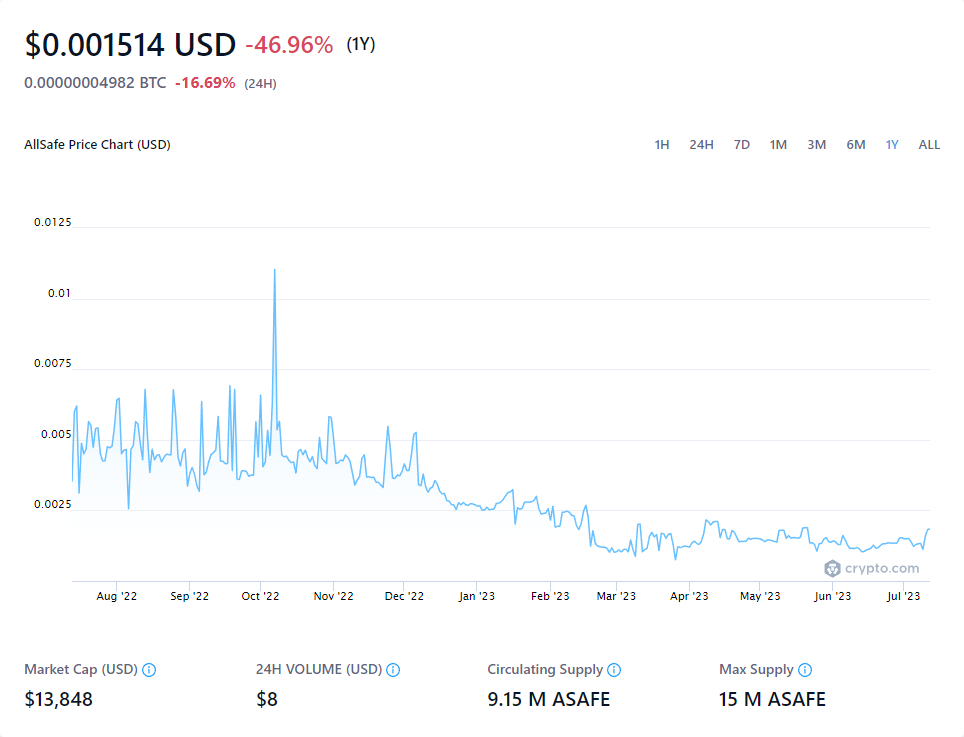 $0.001514 USD -46.96% (1Y)
0.00000004982 BTC -16.69% (24H)
AllSafe Price Chart (USD) 1H 24H 7D 1M 3M 6M 1Y ALL
0.0125
0.01
0.0075
0.005
0.0025
crypto.com
Aug '22 Sep '22 Oct '22 Nov '22 Dec '22 Jan '23 Feb '23 Mar '23 Apr '23 May '23 Jun '23 Jul '23
Market Cap (USD) 24H VOLUME (USD) Circulating Supply Max Supply
$13,848 $8 9.15 M ASAFE 15 M ASAFE